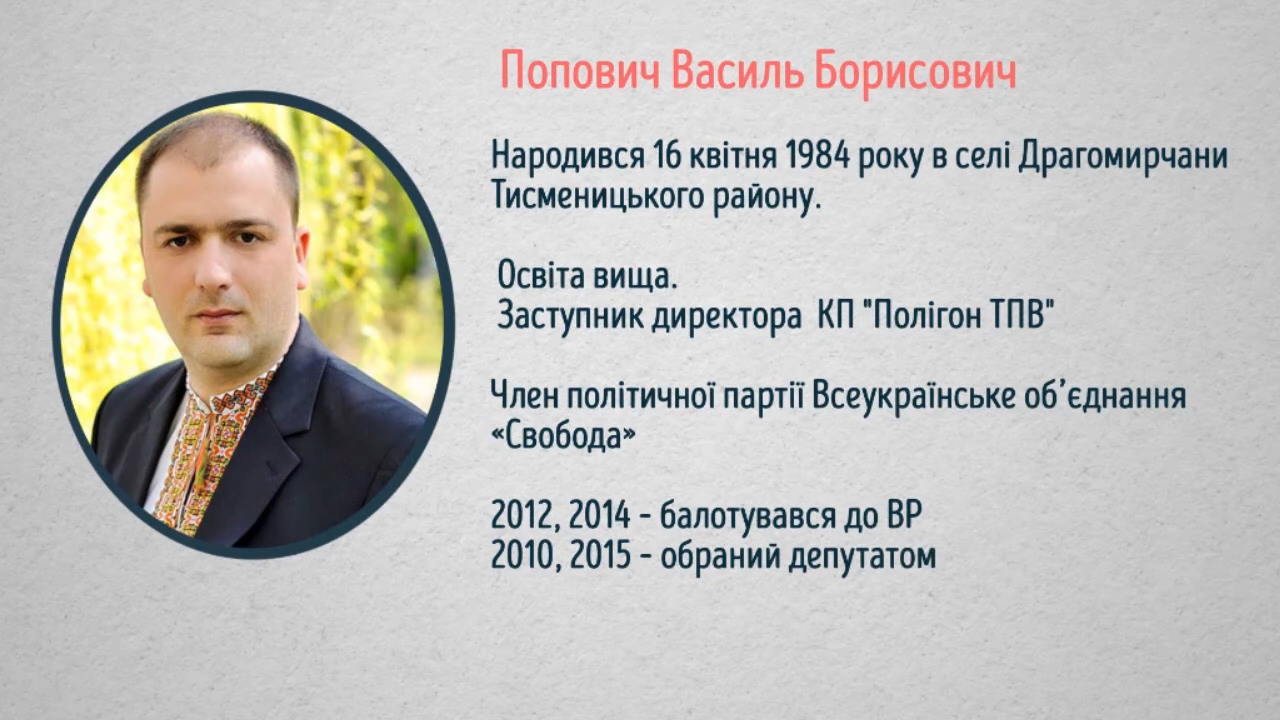 Попович Василь Борисович
Народився 16 квітня 1984 року в селі Драгомирчани
Тисменицького району.
Освіта вища.
Заступник директора КП "Полігон ТПВ"
Член політичної партії Всеукраїнське об’єднання
«Свобода»
2012, 2014 - балотувався до ВР
2010, 2015 - обраний депутатом